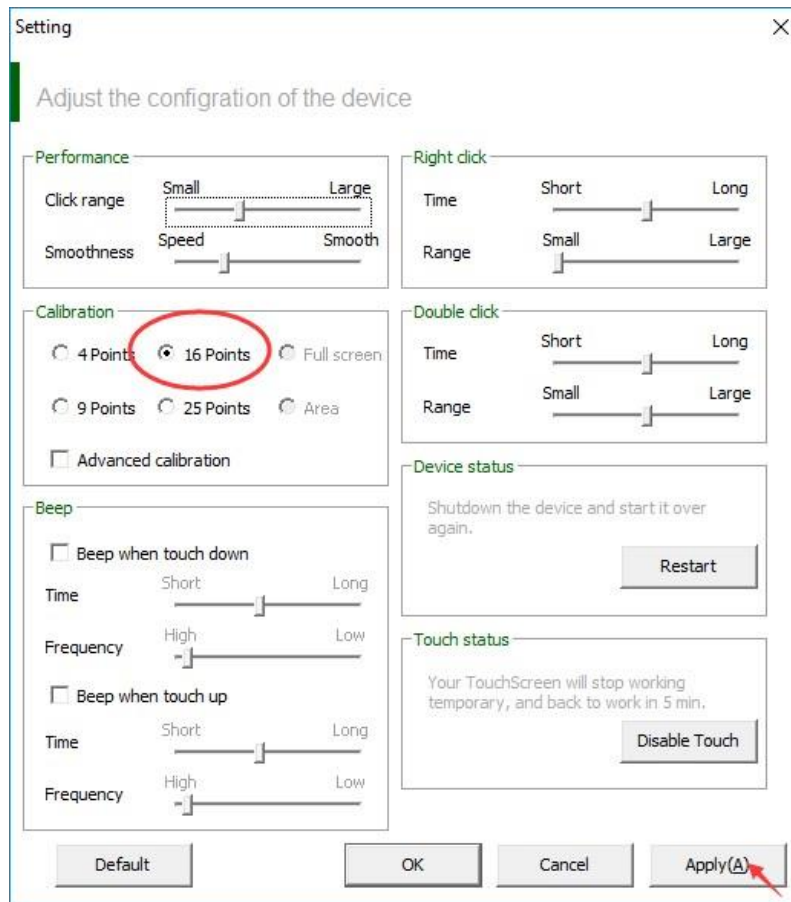 Setting
Adjust the configration of the device
Performance
Click range
Small Large
Smoothness
Speed Smooth
Calibration
4 Points 16 Points Full screen
9 Points 25 Points Area
Advanced calibration
Beep
Beep when touch down
Time
Short Long
Frequency
High Low
Beep when touch up
Time
Short Long
Frequency
High Low
Right click
Time
Short Long
Range
Small Large
Double click
Time
Short Long
Range
Small Large
Device status
Shutdown the device and start it over
again.
Restart
Touch status
Your TouchScreen will stop working
temporary, and back to work in 5 min.
Disable Touch
Default OK Cancel Apply(A)